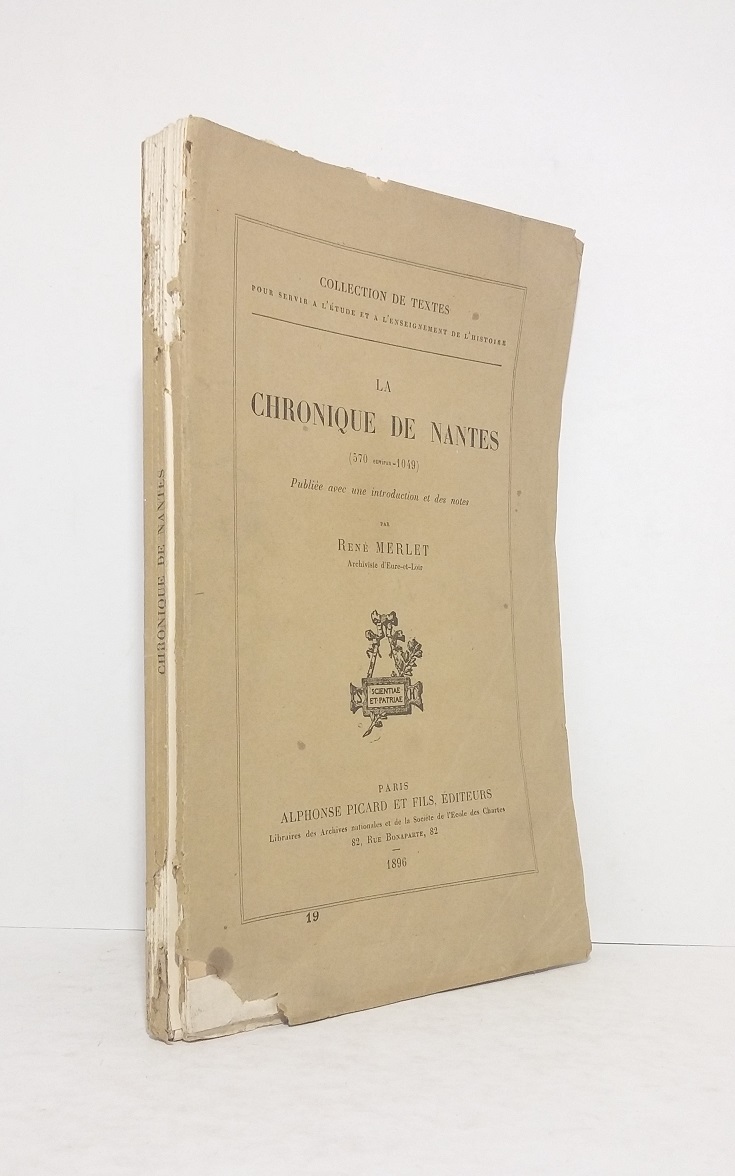 COLLECTION DE TEXTES
POUR SERVIR A L'ÉTUDE ET A L'ENSEIGNEMENT DE L'HISTOIRE
LA
CHRONIQUE DE NANTES
(570 environ-1049)
Publiée avec une introduction et des notes
PAR
RENÉ MERLET
Archiviste d'Eure-et-Loir
SCIENTIAE
ET PATRIAE
S
H
PARIS
ALPHONSE PICARD ET FILS, ÉDITEURS
Libraires des Archives nationales et de la Société de l'Ecole des Chartes
82, RUE BONAPARTE, 82
1896
19
CHRONIQUE DE NANTES